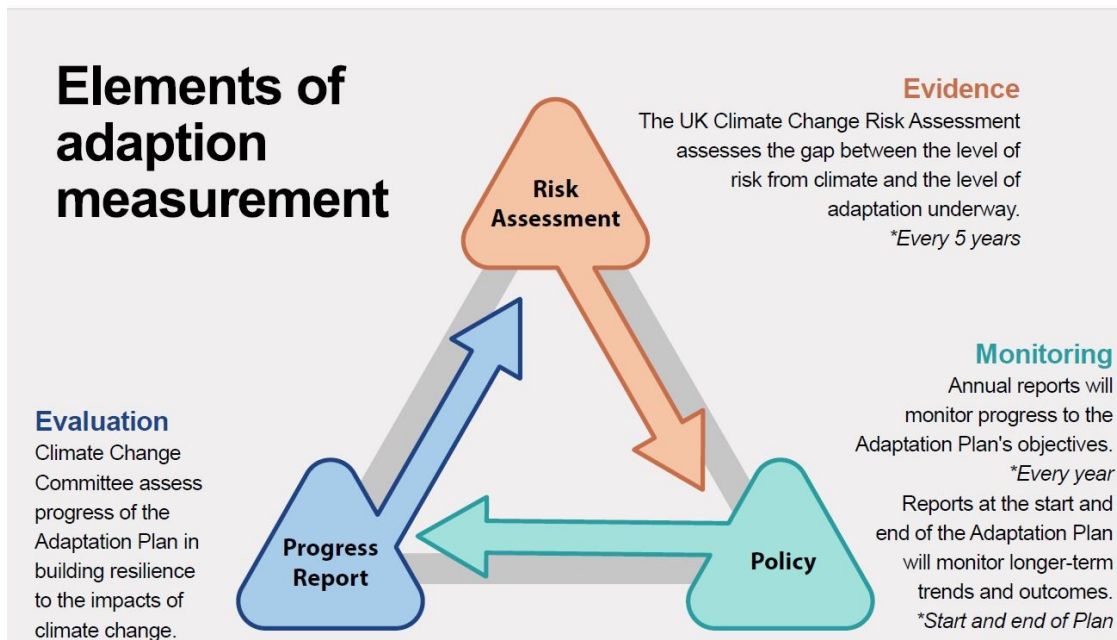 Elements of
adaption
measurement
Evidence
The UK Climate Change Risk Assessment
assesses the gap between the level of
risk from climate and the level of
adaptation underway.
*Every 5 years
Risk
Assessment
Monitoring
Annual reports will
monitor progress to the
Adaptation Plan's objectives.
*Every year
Reports at the start and
end of the Adaptation Plan
will monitor longer-term
trends and outcomes.
*Start and end of Plan
Evaluation
Climate Change
Committee assess
progress of the
Adaptation Plan in
building resilience
to the impacts of
climate change.
Progress
Report
Policy